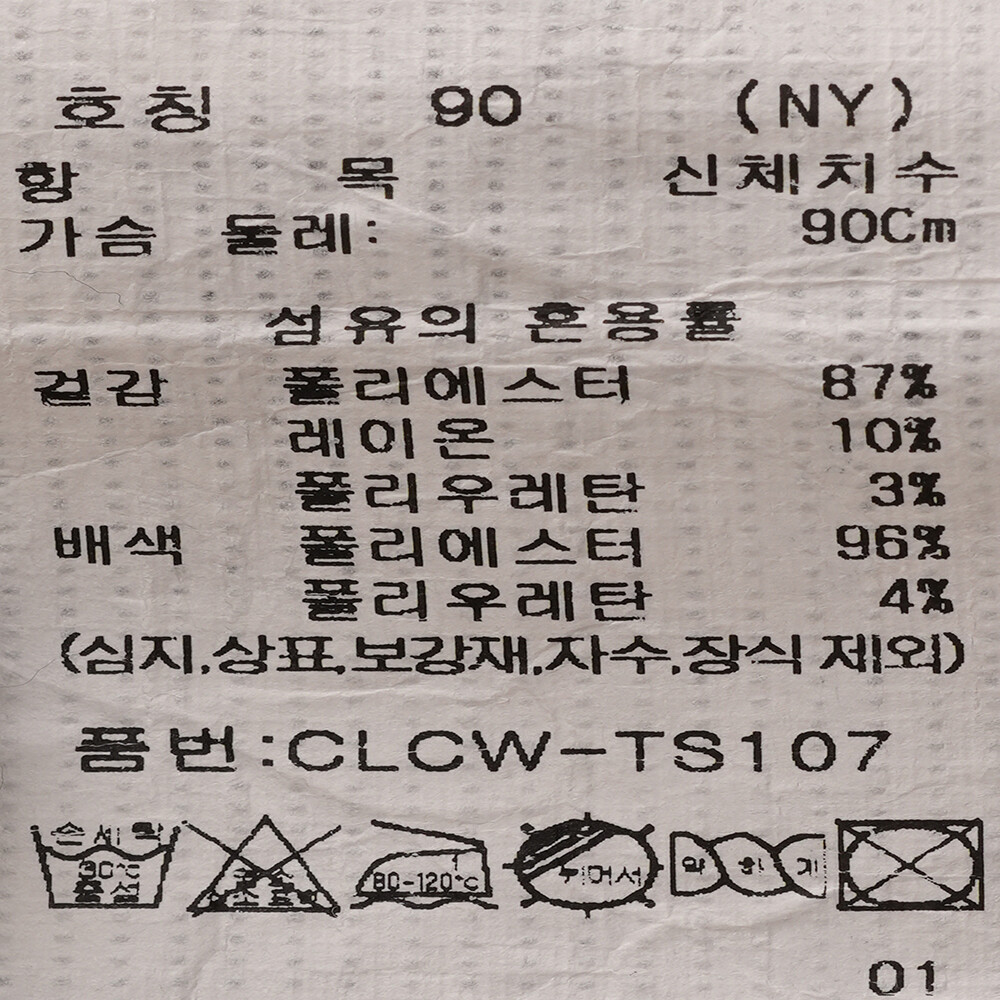 호칭 90 (NY)
항 목 신체치수
가슴 둘레: 90Cm
섬유의 혼용률
겉감 폴리에스터 87%
레이온 10%
폴리우레탄 3%
배색 폴리에스터 96%
폴리우레탄 4%
(심지,상표,보강재,자수,장식 제외)
품번:CLCW-TS107
손세탁 30℃ 중성
80-120℃ 뉘어서 약하게
01